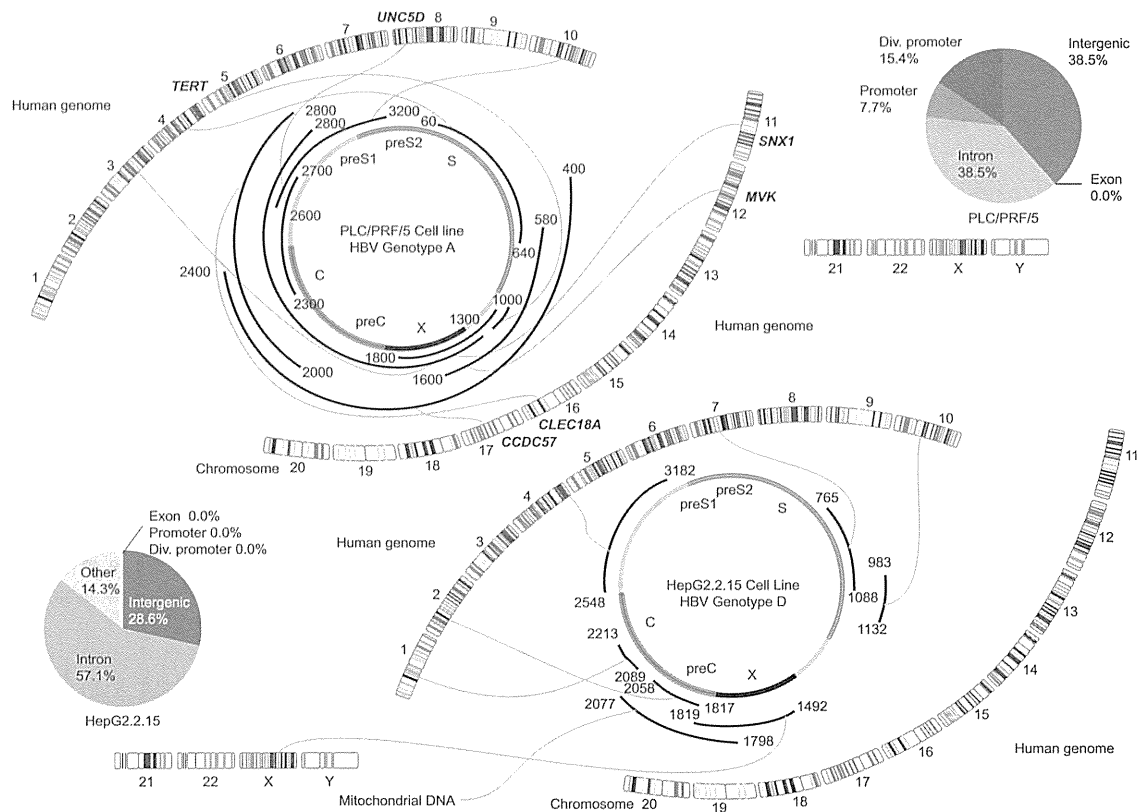 UNC5D
7
8
9
10
6
TERT
5
4
Human genome
3
2
1
2800
2800
3200
60
preS2
preS1
S
2700
400
2600
PLC/PRF/5 Cell line
HBV Genotype A
580
640
2400
C
2300
1000
preC
X
1300
1800
2000
1600
11
SNX1
MVK
12
13
14
Human genome
15
16
CLEC18A
17
CCDC57
18
19
20
Chromosome
Div. promoter
15.4%
Intergenic
38.5%
Promoter
7.7%
Intron
38.5%
Exon
0.0%
PLC/PRF/5
21
22
X
Y
Exon 0.0%
Promoter 0.0%
Div. promoter 0.0%
Other
14.3%
Intergenic
28.6%
Intron
57.1%
HepG2.2.15
21
22
X
Y
Mitochondrial DNA
7
8
9
10
6
5
4
3
Human genome
2
1
3182
preS2
preS1
S
765
983
HepG2.2.15 Cell Line
HBV Genotype D
2548
1088
1132
2213
C
2089
2058
preC
X
2077
1817
1819
1492
1798
11
12
13
14
15
16
Human genome
17
18
19
20
Chromosome